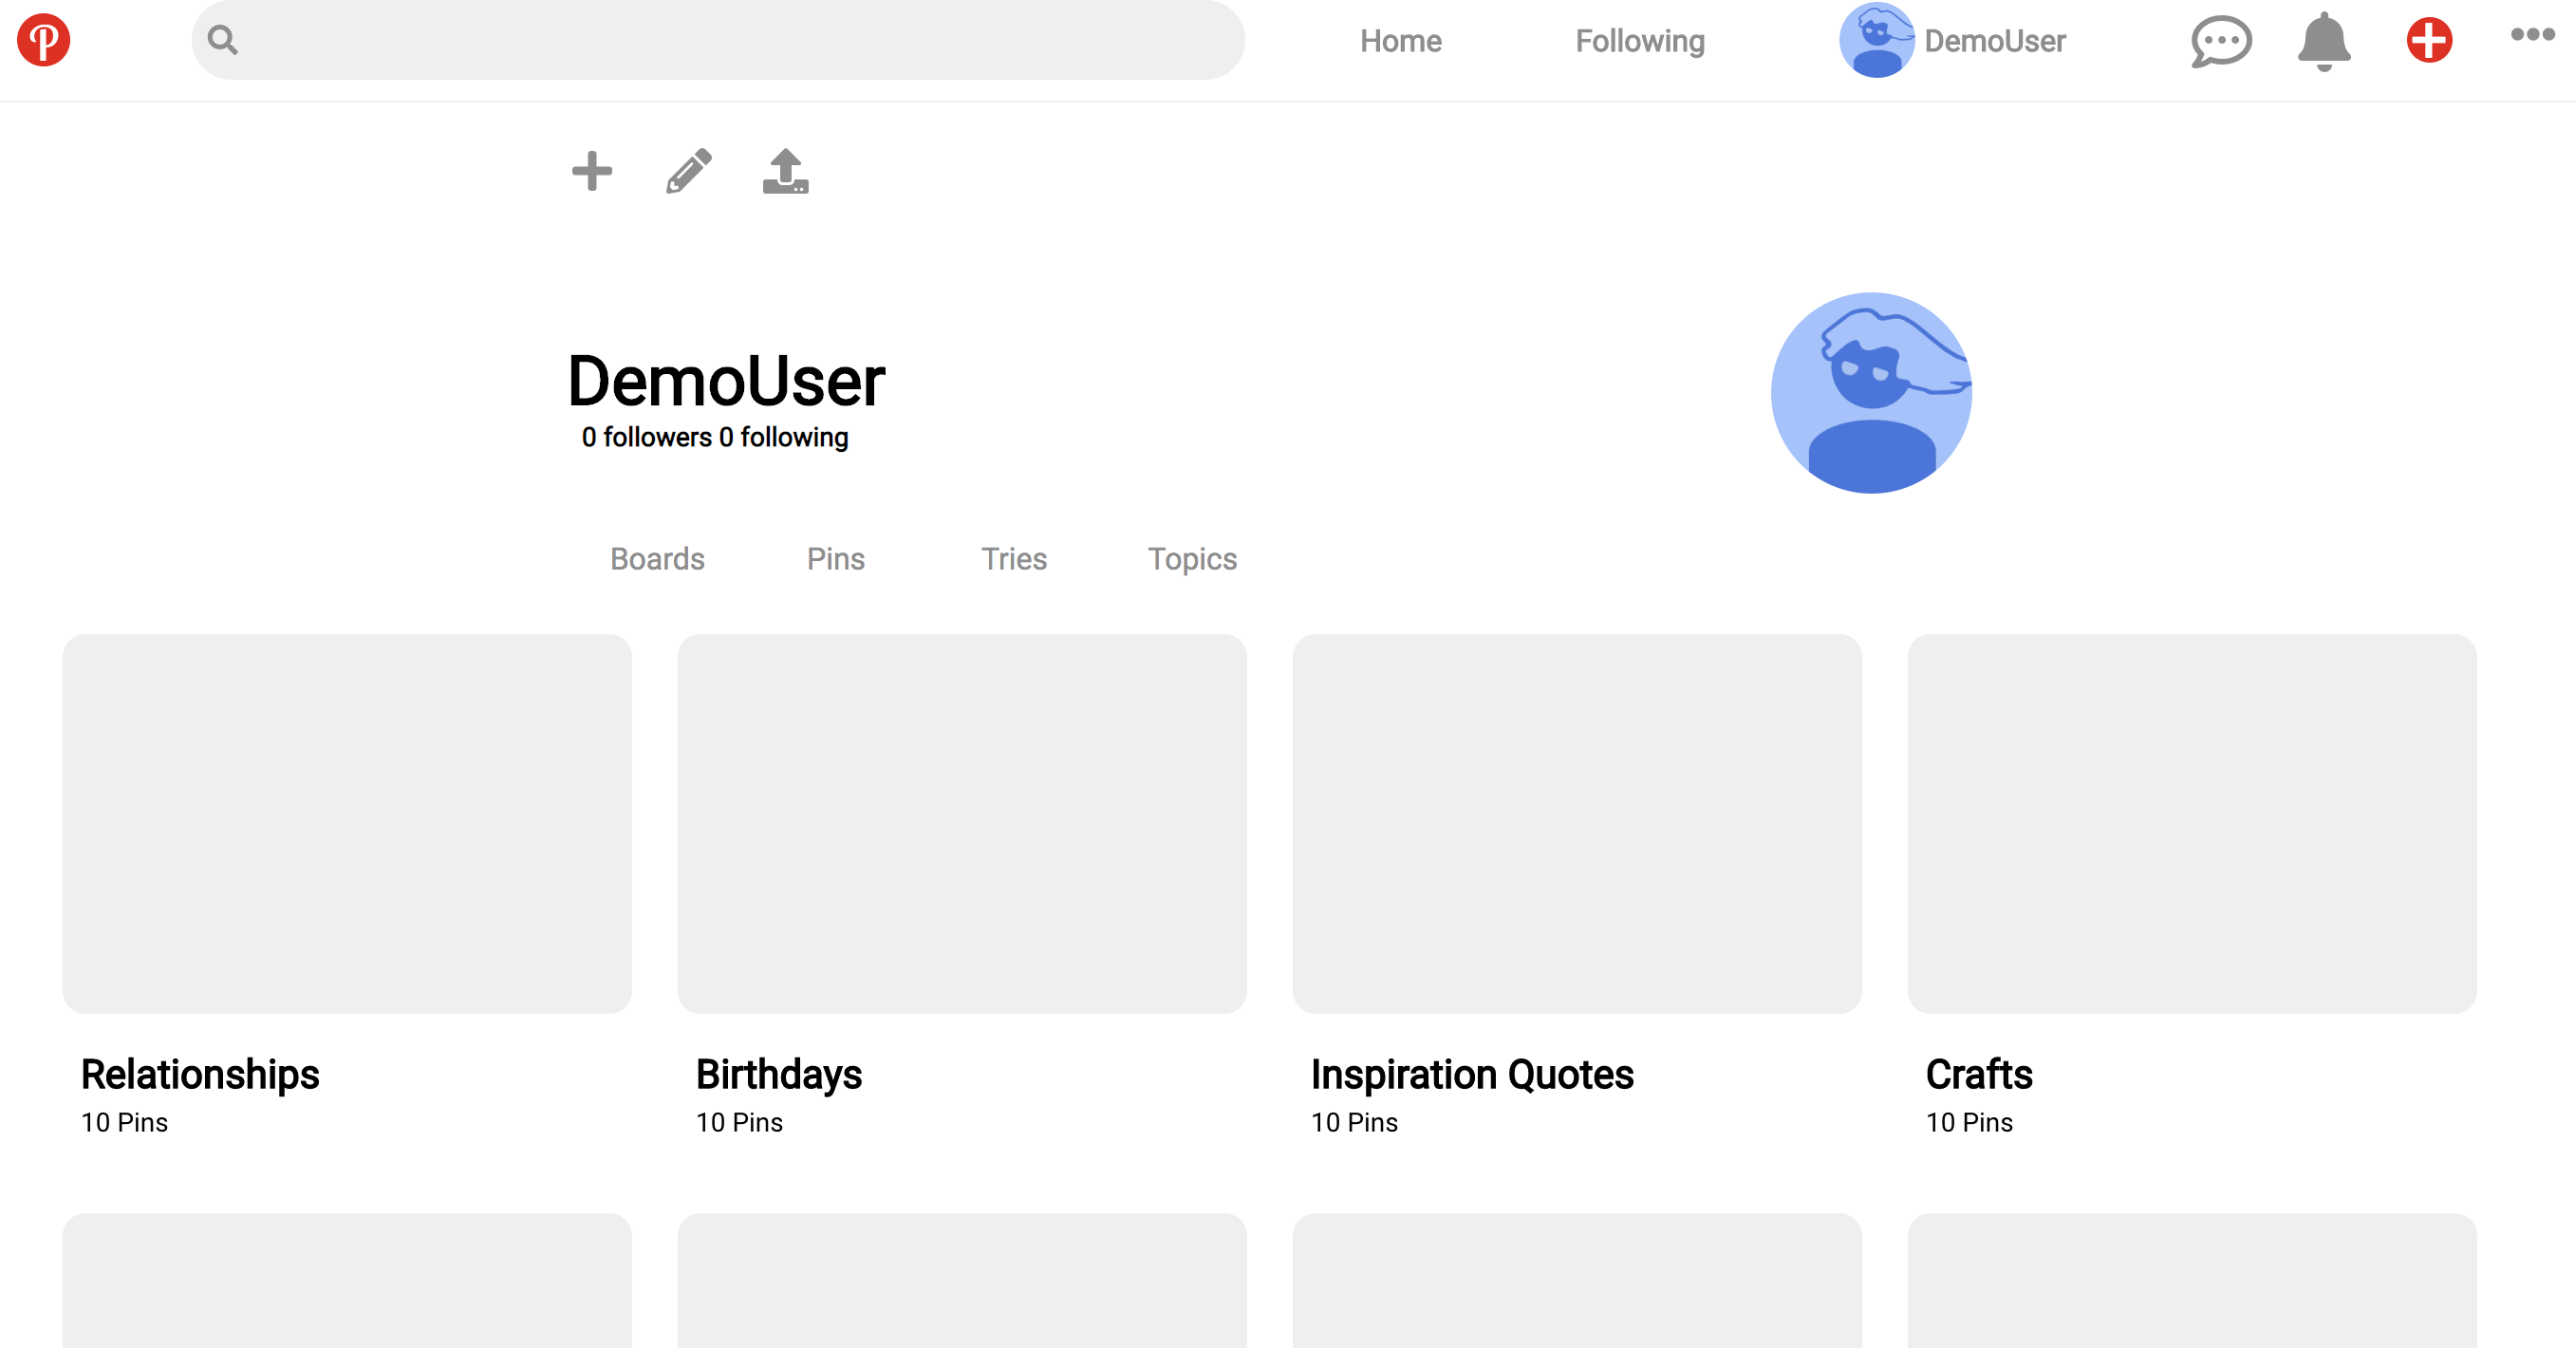 Home Following DemoUser
DemoUser
0 followers 0 following
Boards Pins Tries Topics
Relationships Birthdays Inspiration Quotes Crafts
10 Pins 10 Pins 10 Pins 10 Pins